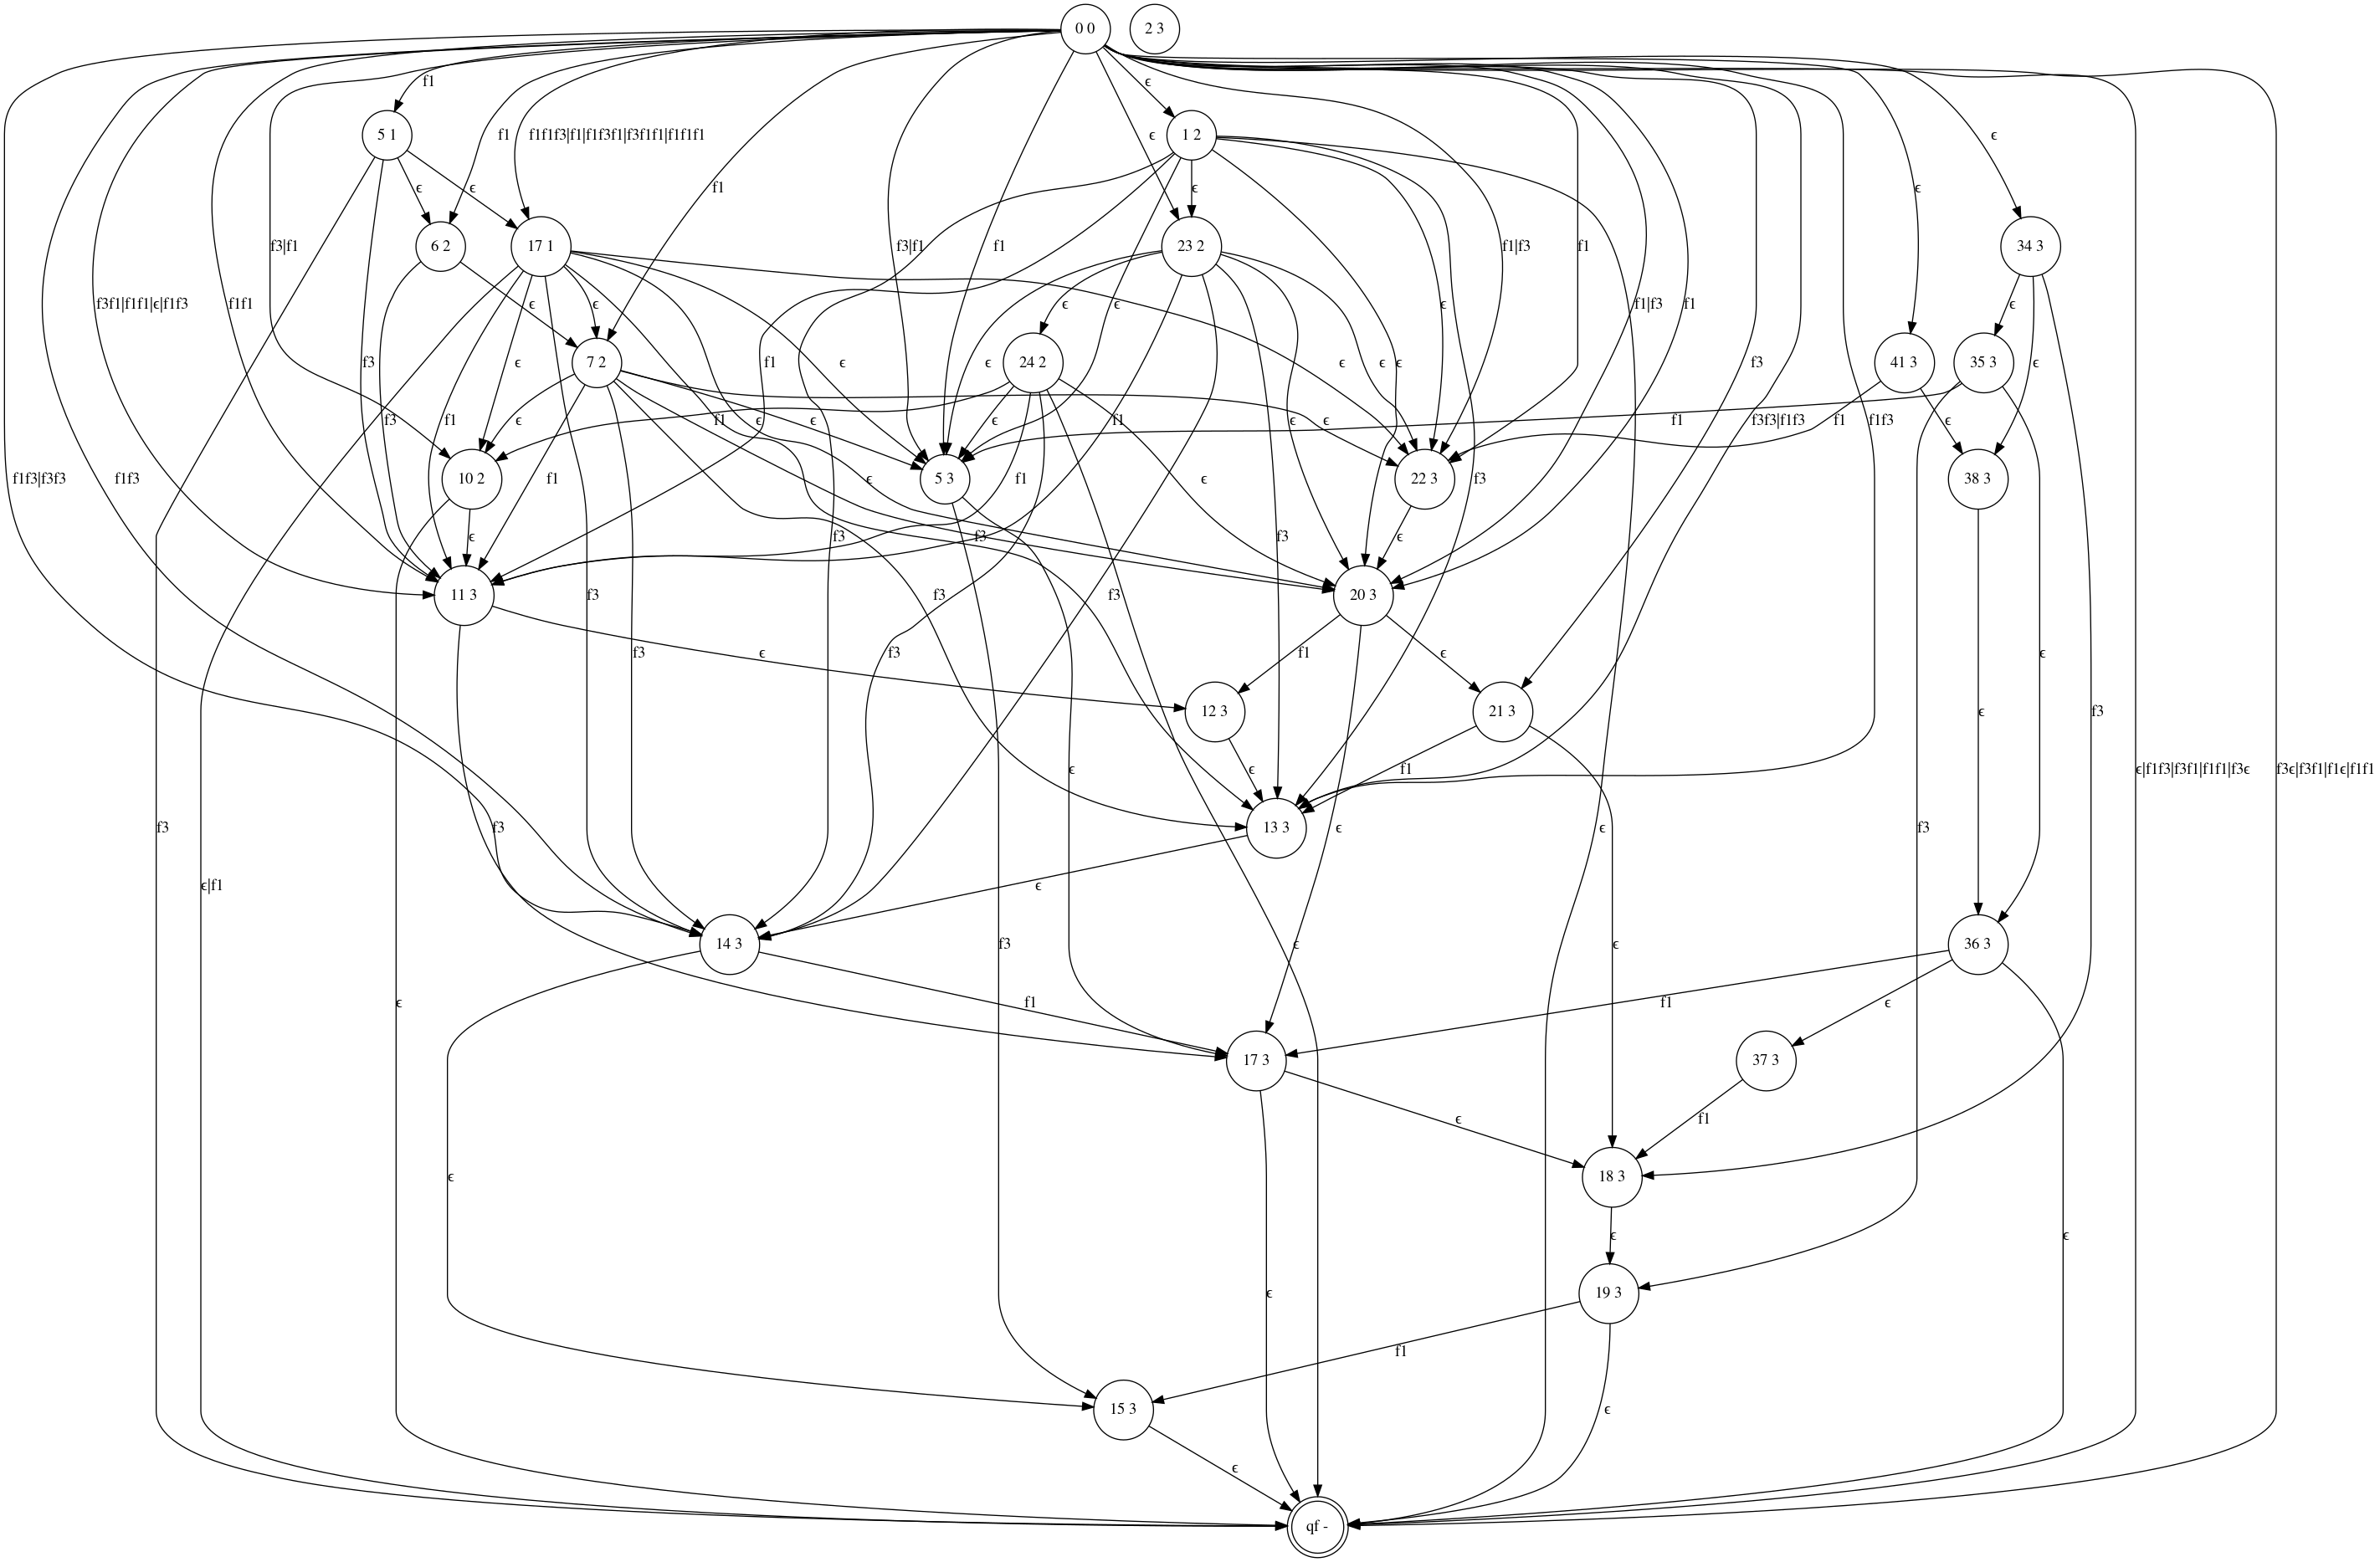 0 0 2 3
f1 ϵ
5 1 f1 f1f1f3|f1|f1f3f1|f3f1f1|f1f1f1 ϵ 1 2 ϵ
ϵ ϵ f1 ϵ ϵ
6 2 17 1 f3|f1 f3|f1 f1 23 2 f1|f3 f1 34 3
f3f1|f1f1|ϵ|f1f3 f1f1 ϵ ϵ ϵ ϵ ϵ f1|f3 f1 ϵ
f3 7 2 ϵ ϵ 24 2 ϵ ϵ ϵ ϵ f3 41 3 35 3 ϵ
f3 f1 ϵ f1 ϵ ϵ ϵ f1 ϵ ϵ f1 f3f3|f1f3 f1f3 f1 ϵ
f1f3|f3f3 f1f3 10 2 f1 ϵ 5 3 f1 ϵ 22 3 f3 38 3
ϵ f3 f3 f3 ϵ
11 3 f3 f3 f3 20 3
ϵ f3 f3 f1 ϵ ϵ
12 3 21 3 ϵ f3
ϵ ϵ f1 ϵ|f1f3|f3f1|f1f1|f3ϵ f3ϵ|f3f1|f1ϵ|f1f1
f3 f3 13 3 ϵ ϵ f3
ϵ|f1 ϵ
14 3 f3 ϵ ϵ 36 3
ϵ f1 f1 ϵ
17 3 37 3
ϵ f1
ϵ 18 3
ϵ ϵ
ϵ 19 3
f1
15 3 ϵ
ϵ
qf -